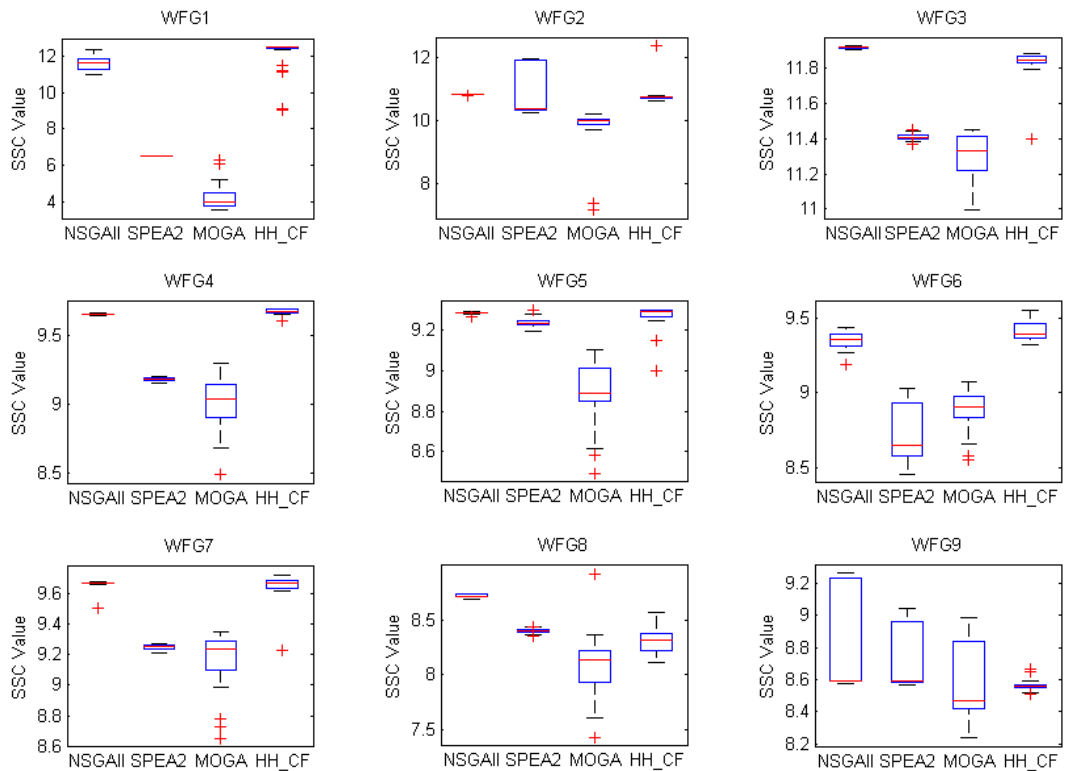 WFG1
SSC Value
12
10
8
6
4
NSGAII SPEA2 MOGA HH_CF
WFG2
SSC Value
12
10
8
NSGAII SPEA2 MOGA HH_CF
WFG3
SSC Value
11.8
11.6
11.4
11.2
11
NSGAII SPEA2 MOGA HH_CF
WFG4
SSC Value
9.5
9
8.5
NSGAII SPEA2 MOGA HH_CF
WFG5
SSC Value
9.2
9
8.8
8.6
NSGAII SPEA2 MOGA HH_CF
WFG6
SSC Value
9.5
9
8.5
NSGAII SPEA2 MOGA HH_CF
WFG7
SSC Value
9.6
9.4
9.2
9
8.8
8.6
NSGAII SPEA2 MOGA HH_CF
WFG8
SSC Value
8.5
8
7.5
NSGAII SPEA2 MOGA HH_CF
WFG9
SSC Value
9.2
9
8.8
8.6
8.4
8.2
NSGAII SPEA2 MOGA HH_CF